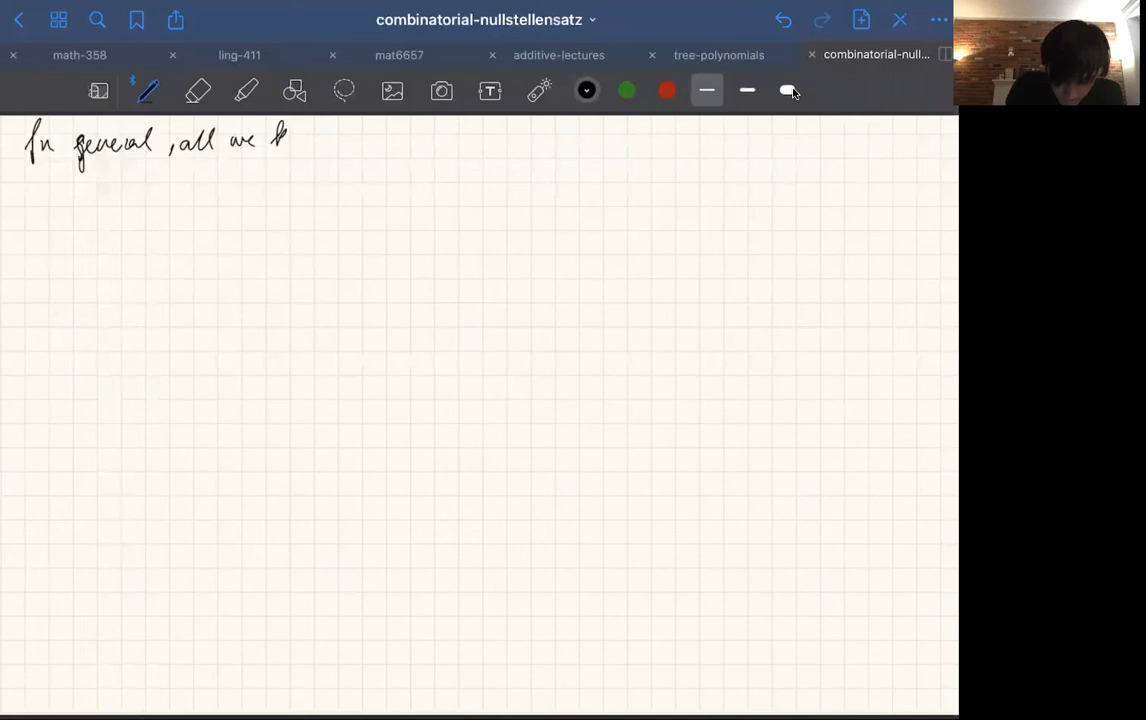 combinatorial-nullstellensatz
math-358
ling-411
mat6657
additive-lectures
tree-polynomials
combinatorial-null...
In general, all we k